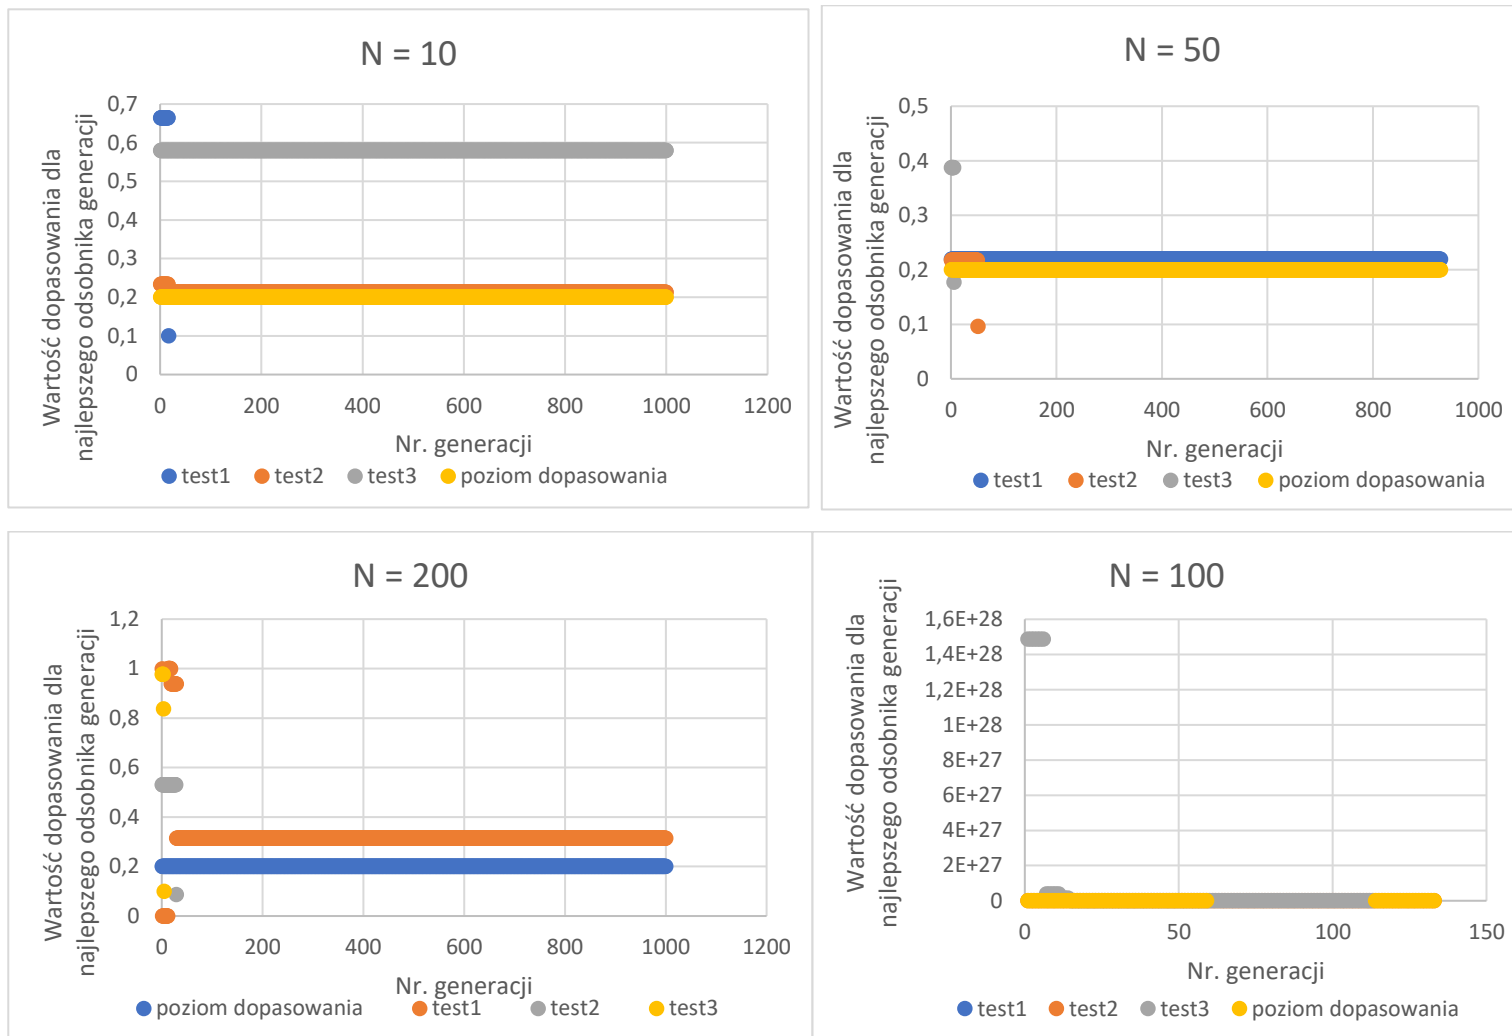 N = 10
Wartość dopasowania dla
najlepszego odsobnika generacji
0,7
0,6
0,5
0,4
0,3
0,2
0,1
0
0 200 400 600 800 1000 1200
Nr. generacji
test1 test2 test3 poziom dopasowania
N = 50
Wartość dopasowania dla
najlepszego odsobnika generacji
0,5
0,4
0,3
0,2
0,1
0
0 200 400 600 800 1000
Nr. generacji
test1 test2 test3 poziom dopasowania
N = 200
Wartość dopasowania dla
najlepszego odsobnika generacji
1,2
1
0,8
0,6
0,4
0,2
0
0 200 400 600 800 1000 1200
Nr. generacji
poziom dopasowania test1 test2 test3
N = 100
Wartość dopasowania dla
najlepszego odsobnika generacji
1,6E+28
1,4E+28
1,2E+28
1E+28
8E+27
6E+27
4E+27
2E+27
0
0 50 100 150
Nr. generacji
test1 test2 test3 poziom dopasowania